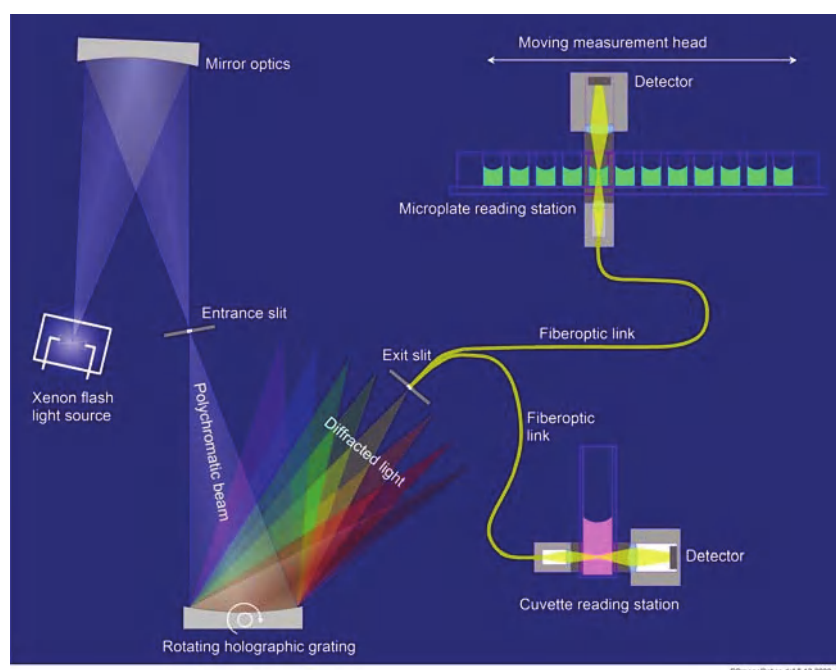 Moving measurement head
Mirror optics
Detector
Microplate reading station
Entrance slit
Fiberoptic link
Exit slit
Xenon flash
light source
Polychromatic beam
Diffracted light
Fiberoptic
link
Detector
Cuvette reading station
Rotating holographic grating